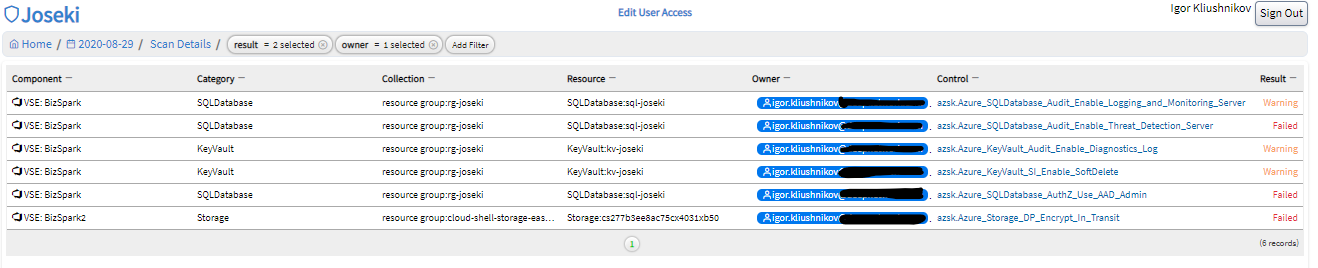 Joseki Edit User Access Igor Kliushnikov Sign Out
Home / 2020-08-29 / Scan Details / result = 2 selected owner = 1 selected Add Filter
Component Category Collection Resource Owner Control Result
VSE: BizSpark SQLDatabase resource group:rg-joseki SQLDatabase:sql-joseki igor.kliushnikov azsk.Azure_SQLDatabase_Audit_Enable_Logging_and_Monitoring_Server Warning
VSE: BizSpark SQLDatabase resource group:rg-joseki SQLDatabase:sql-joseki igor.kliushnikov@ azsk.Azure_SQLDatabase_Audit_Enable_Threat_Detection_Server Failed
VSE: BizSpark KeyVault resource group:rg-joseki KeyVault:kv-joseki igor.kliushnikov@ azsk.Azure_KeyVault_Audit_Enable_Diagnostics_Log Warning
VSE: BizSpark KeyVault resource group:rg-joseki KeyVault:kv-joseki igor.kliushnikov azsk.Azure_KeyVault_SI_Enable_SoftDelete Warning
VSE: BizSpark SQLDatabase resource group:rg-joseki SQLDatabase:sql-joseki igor.kliushnikov@ azsk.Azure_SQLDatabase_AuthZ_Use_AAD_Admin Failed
VSE: BizSpark2 Storage resource group:cloud-shell-storage-eas... Storage:cs277b3ee8ac75cx4031xb50 igor.kliushnikov azsk.Azure_Storage_DP_Encrypt_In_Transit Failed
1 (6 records)